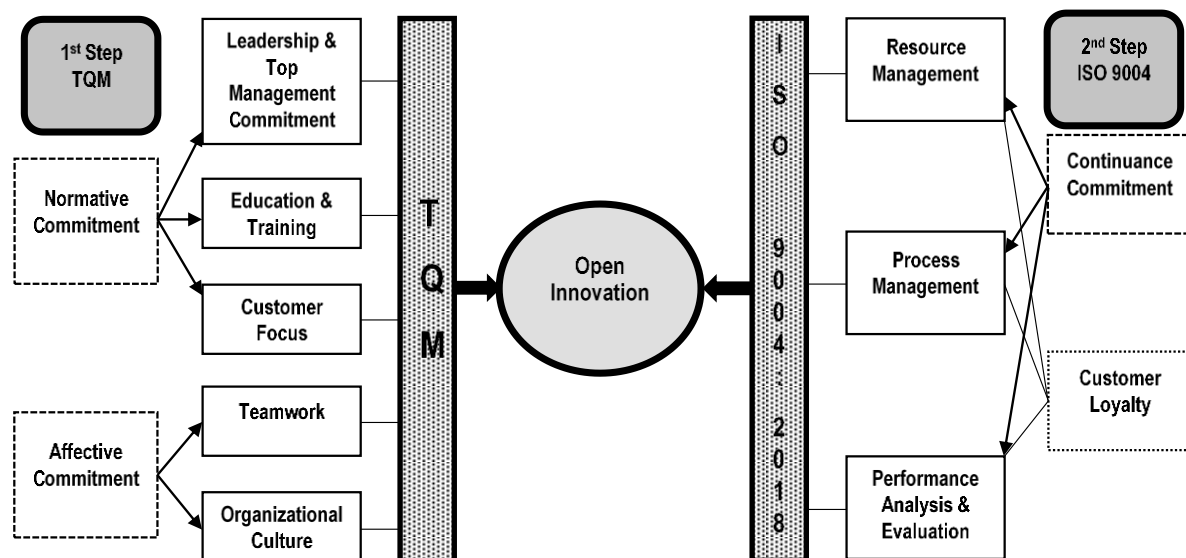 1st Step
TQM
Leadership &
Top
Management
Commitment
Normative
Commitment
Education &
Training
Customer
Focus
Affective
Commitment
Teamwork
Organizational
Culture
T
Q
M
Open
Innovation
I
S
O
9
0
0
4
:
2
0
1
8
Resource
Management
Process
Management
Performance
Analysis &
Evaluation
2nd Step
ISO 9004
Continuance
Commitment
Customer
Loyalty